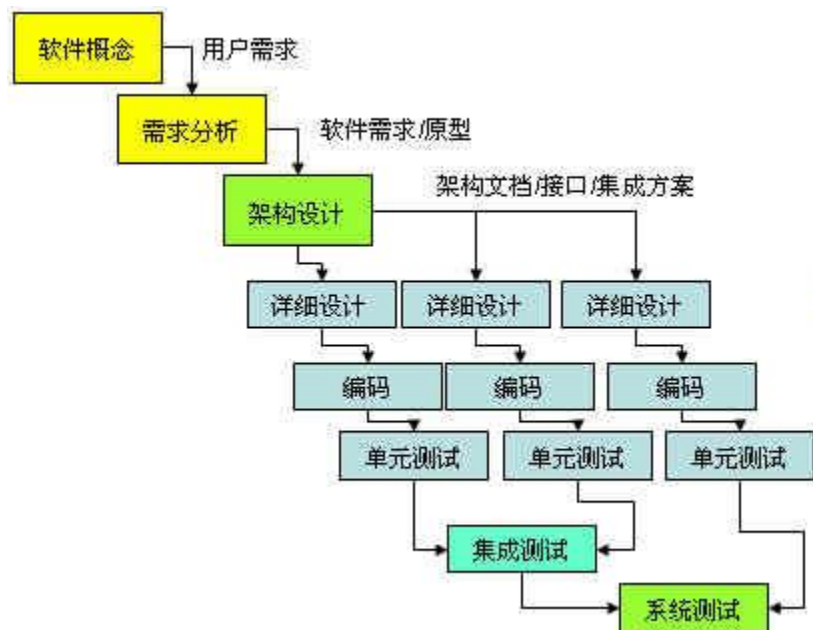 软件概念
用户需求
需求分析
软件需求/原型
架构文档/接口/集成方案
架构设计
详细设计 详细设计 详细设计
编码 编码 编码
单元测试 单元测试 单元测试
集成测试
系统测试